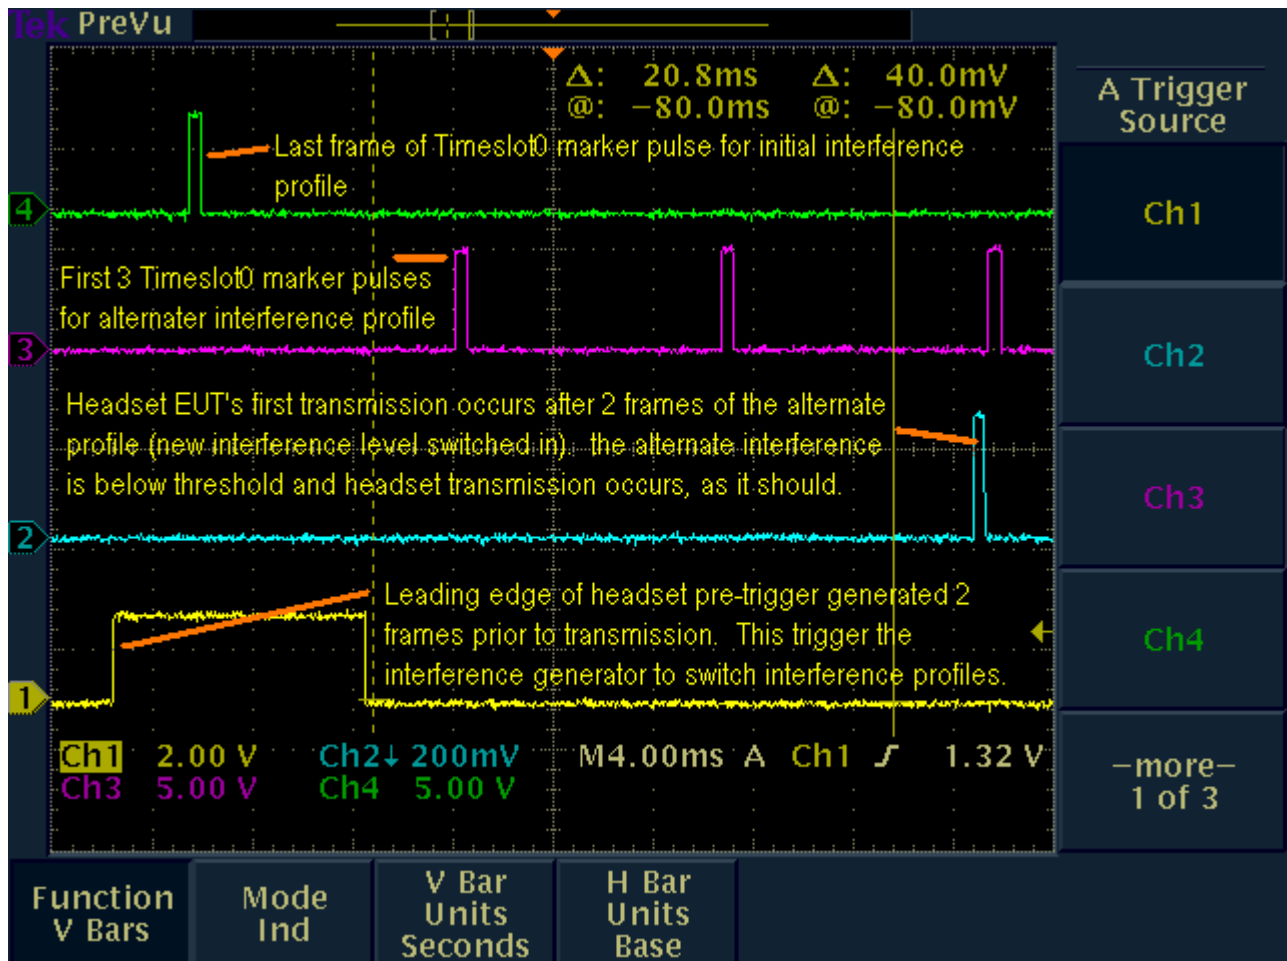 Tek PreVu
Δ: 20.8ms Δ: 40.0mV
@: −80.0ms @: −80.0mV
A Trigger
Source
Last frame of Timeslot0 marker pulse for initial interference
profile
4
Ch1
First 3 Timeslot0 marker pulses
for alternater interference profile
3
Ch2
Headset EUT's first transmission occurs after 2 frames of the alternate
profile (new interference level switched in).  the alternate interference
is below threshold and headset transmission occurs, as it should.
Ch3
2
Leading edge of headset pre-trigger generated 2
frames prior to transmission.  This trigger the
interference generator to switch interference profiles.
Ch4
1
Ch1 2.00 V Ch2↓ 200mV M4.00ms A Ch1 ƒ 1.32 V
Ch3 5.00 V Ch4 5.00 V
−more−
1 of 3
Function
V Bars
Mode
Ind
V Bar
Units
Seconds
H Bar
Units
Base